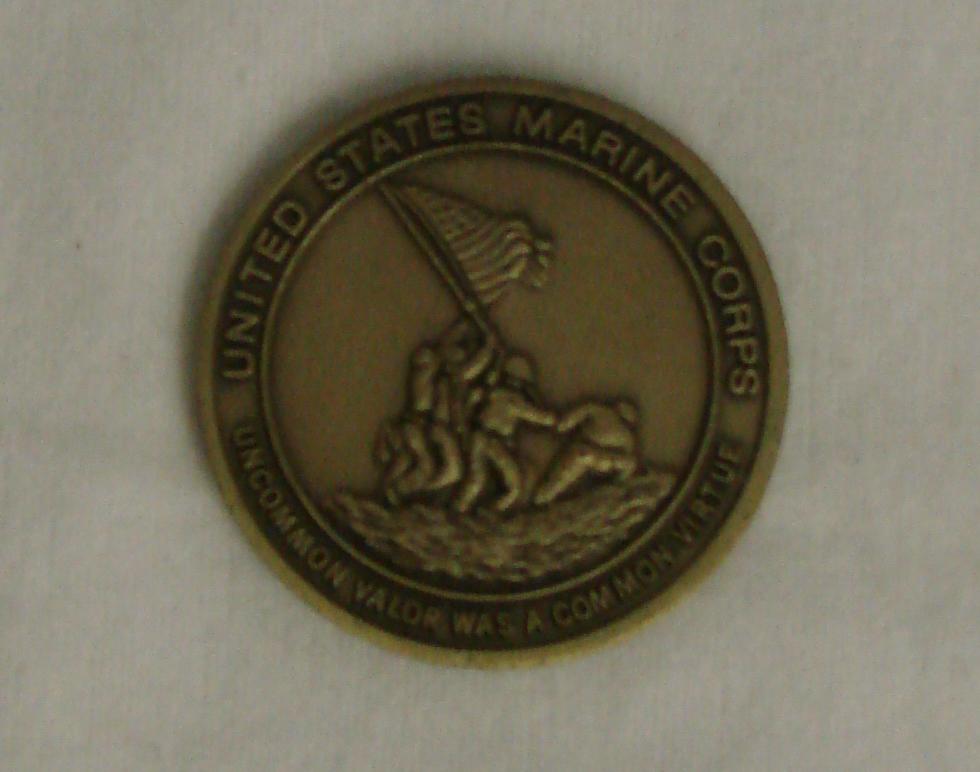 UNITED STATES MARINE CORPS
UNCOMMON VALOR WAS A COMMON VIRTUE